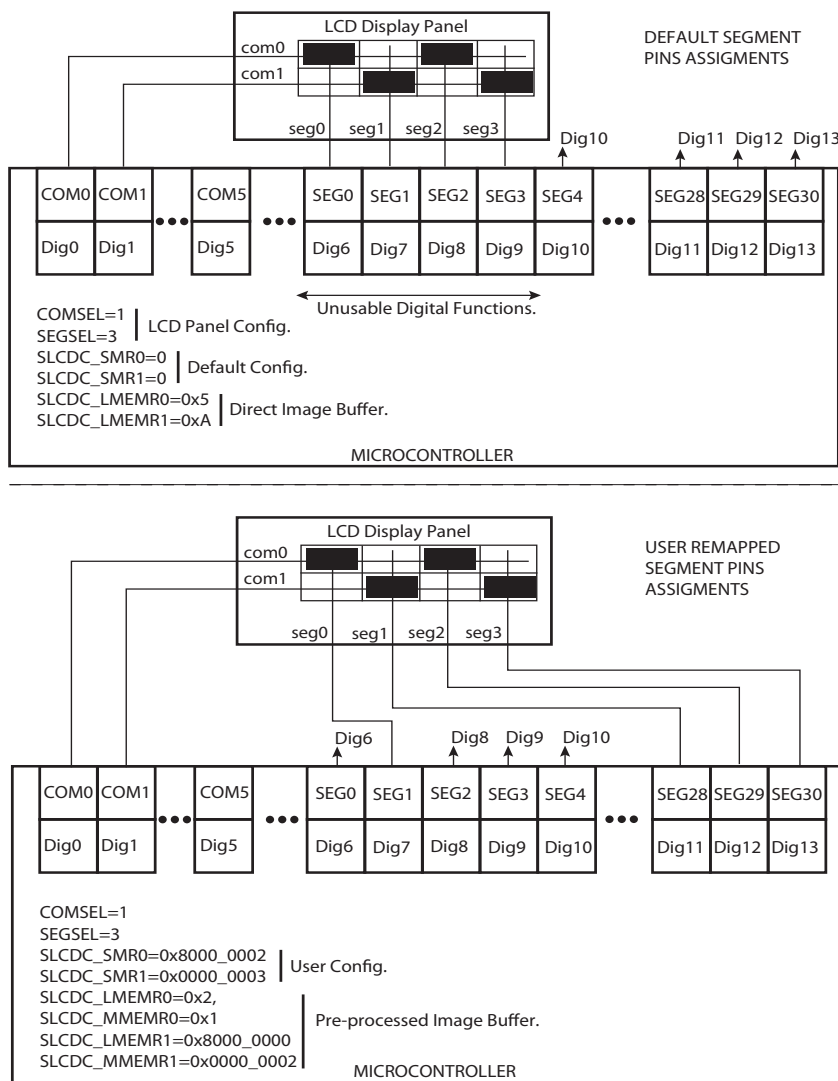 LCD Display Panel
DEFAULT SEGMENT
PINS ASSIGMENTS
com0
com1
seg0 seg1 seg2 seg3
Dig10 Dig11 Dig12 Dig13
COM0 COM1 COM5 SEG0 SEG1 SEG2 SEG3 SEG4 SEG28 SEG29 SEG30
Dig0 Dig1 Dig5 Dig6 Dig7 Dig8 Dig9 Dig10 Dig11 Dig12 Dig13
Unusable Digital Functions.
COMSEL=1
SEGSEL=3
LCD Panel Config.
SLCDC_SMR0=0
SLCDC_SMR1=0
Default Config.
SLCDC_LMEMR0=0x5
SLCDC_LMEMR1=0xA
Direct Image Buffer.
MICROCONTROLLER
LCD Display Panel
USER REMAPPED
SEGMENT PINS
ASSIGMENTS
com0
com1
seg0 seg1 seg2 seg3
Dig6 Dig8 Dig9 Dig10
COM0 COM1 COM5 SEG0 SEG1 SEG2 SEG3 SEG4 SEG28 SEG29 SEG30
Dig0 Dig1 Dig5 Dig6 Dig7 Dig8 Dig9 Dig10 Dig11 Dig12 Dig13
COMSEL=1
SEGSEL=3
SLCDC_SMR0=0x8000_0002
SLCDC_SMR1=0x0000_0003
User Config.
SLCDC_LMEMR0=0x2,
SLCDC_MMEMR0=0x1
SLCDC_LMEMR1=0x8000_0000
SLCDC_MMEMR1=0x0000_0002
Pre-processed Image Buffer.
MICROCONTROLLER